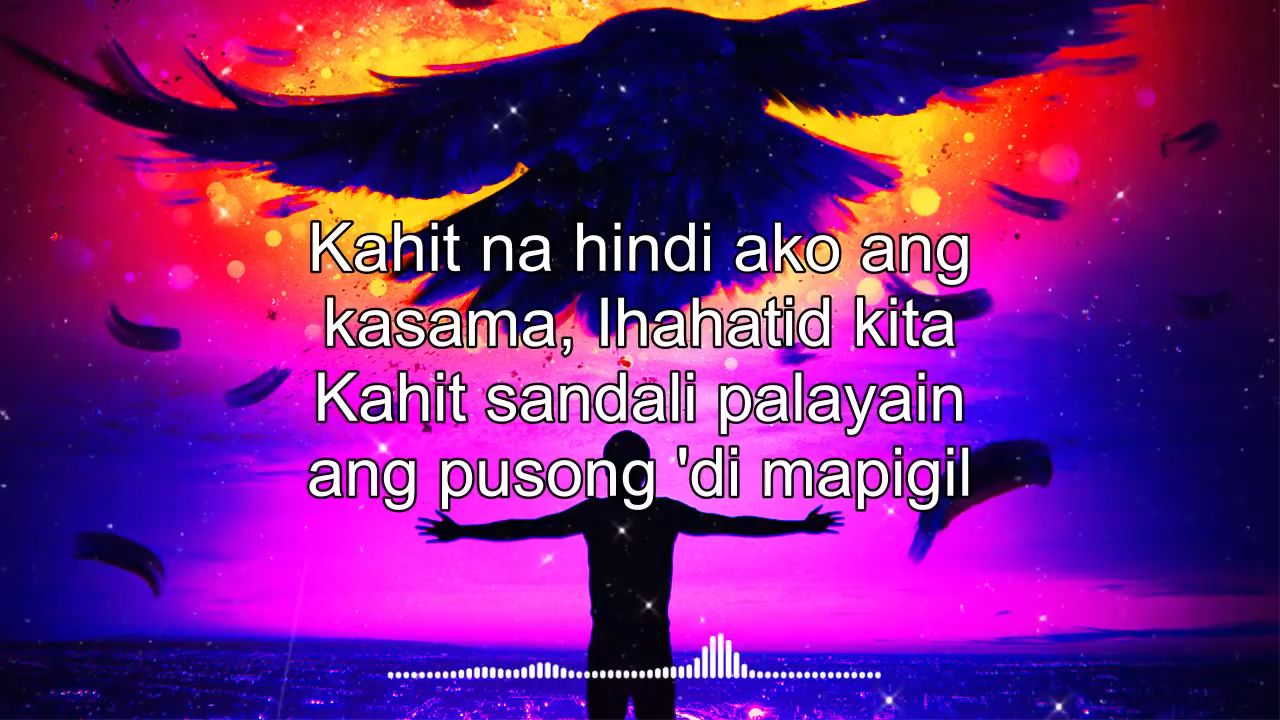 Kahit na hindi ako ang
kasama, Ihahatid kita
Kahit sandali palayain
ang pusong 'di mapigil